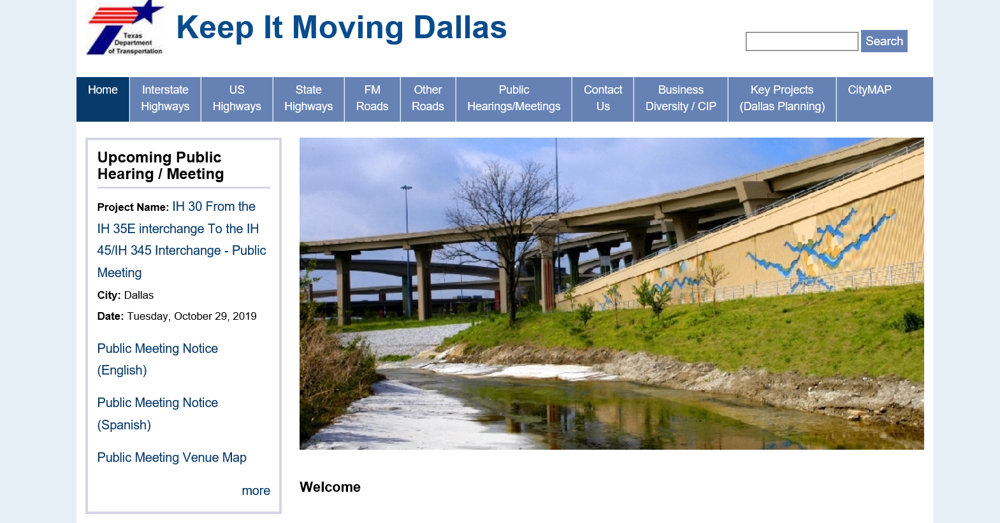 Texas
Department
of Transportation
Keep It Moving Dallas
Search
Home
Interstate
Highways
US
Highways
State
Highways
FM
Roads
Other
Roads
Public
Hearings/Meetings
Contact
Us
Business
Diversity / CIP
Key Projects
(Dallas Planning)
CityMAP
Upcoming Public
Hearing / Meeting
Project Name: IH 30 From the
IH 35E interchange To the IH
45/IH 345 Interchange - Public
Meeting
City: Dallas
Date: Tuesday, October 29, 2019
Public Meeting Notice
(English)
Public Meeting Notice
(Spanish)
Public Meeting Venue Map
more
Welcome